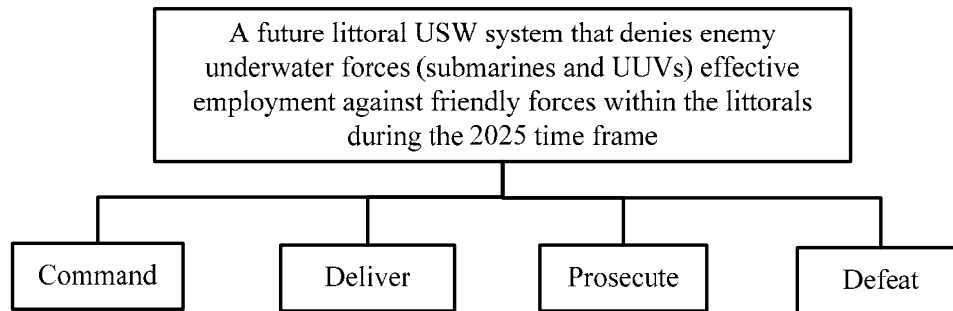 A future littoral USW system that denies enemy
underwater forces (submarines and UUVs) effective
employment against friendly forces within the littorals
during the 2025 time frame
Command
Deliver
Prosecute
Defeat